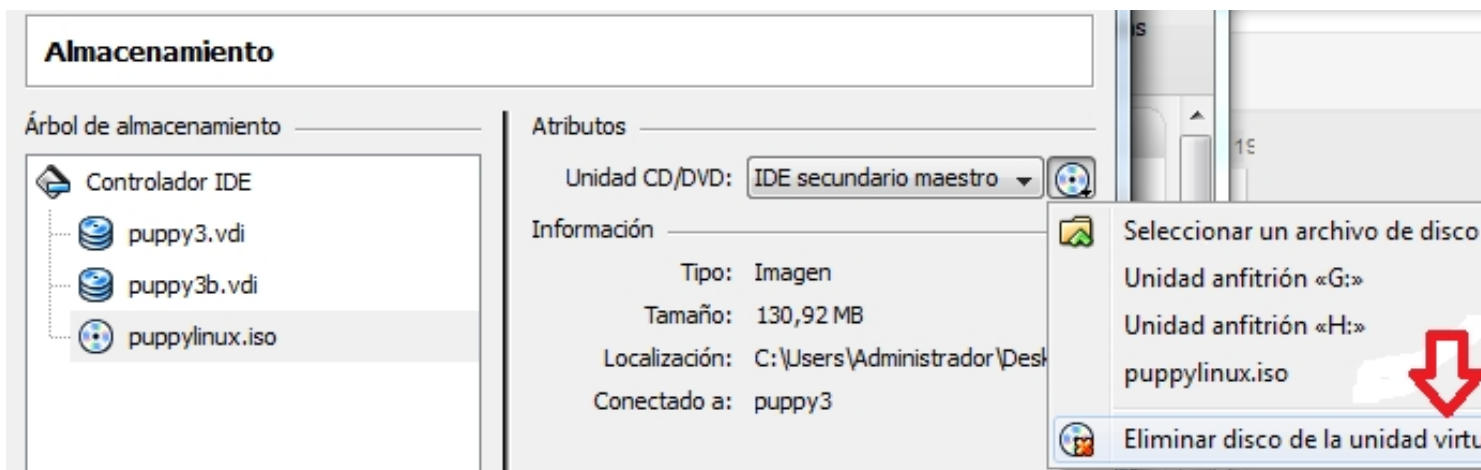 Almacenamiento
Árbol de almacenamiento
Controlador IDE
puppy3.vdi
puppy3b.vdi
puppylinux.iso
Atributos
Unidad CD/DVD: IDE secundario maestro
Información
Tipo: Imagen
Tamaño: 130,92 MB
Localización: C:\Users\Administrador\Desk
Conectado a: puppy3
Seleccionar un archivo de disco
Unidad anfitrión «G:»
Unidad anfitrión «H:»
puppylinux.iso
Eliminar disco de la unidad virtu